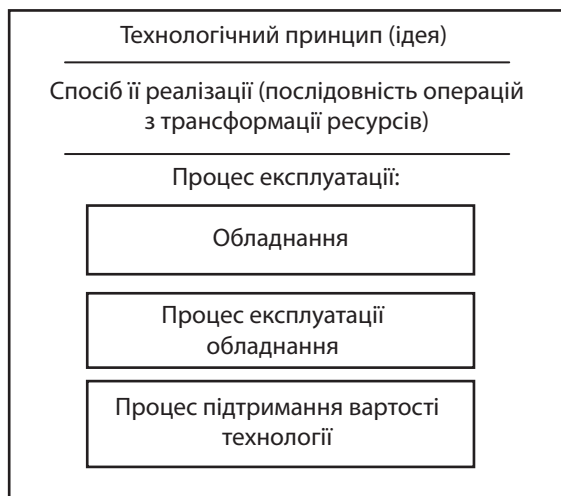 Технологічний принцип (ідея)
Спосіб її реалізації (послідовність операцій
з трансформації ресурсів)
Процес експлуатації:
Обладнання
Процес експлуатації
обладнання
Процес підтримання вартості
технології